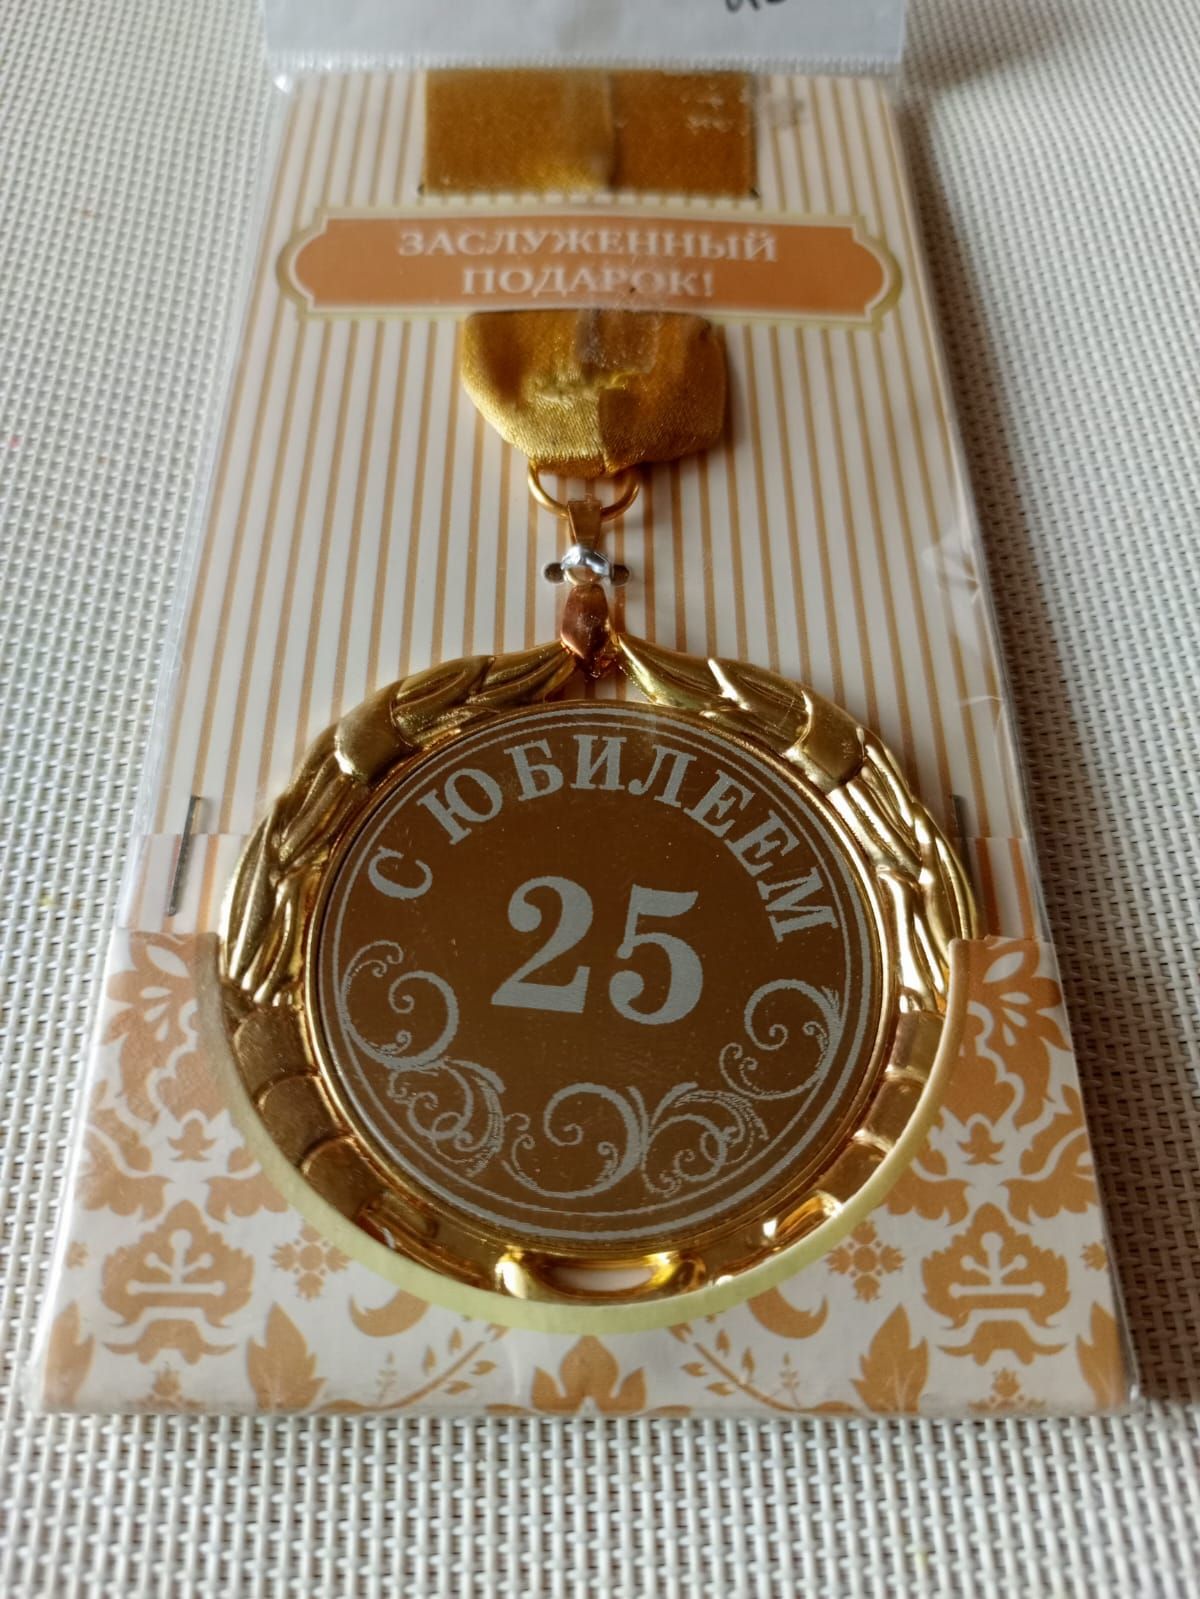 ЗАСЛУЖЕННЫЙ
ПОДАРОК!
С ЮБИЛЕЕМ
25